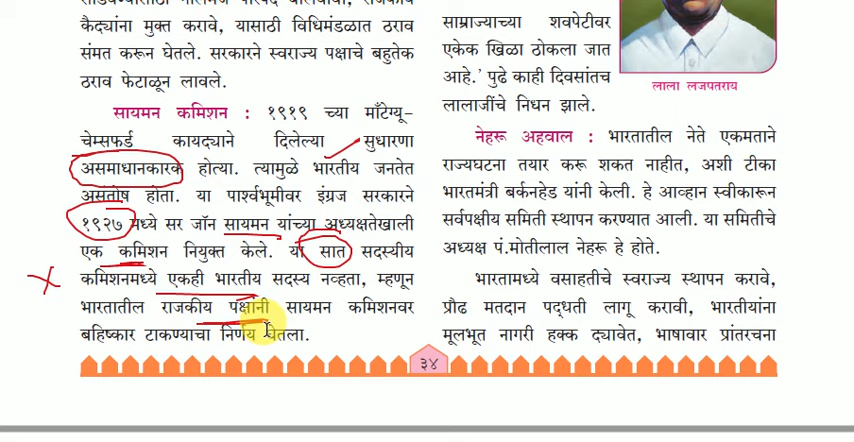 कैद्यांना मुक्त करावे, यासाठी विधिमंडळात ठराव
संमत करून घेतले. सरकारने स्वराज्य पक्षाचे बहुतेक
ठराव फेटाळून लावले.
सायमन कमिशन : १९१९ च्या माँटेग्यू-
चेम्सफर्ड कायद्याने दिलेल्या सुधारणा
असमाधानकारक होत्या. त्यामुळे भारतीय जनतेत
असंतोष होता. या पार्श्वभूमीवर इंग्रज सरकारने
१९२७ मध्ये सर जॉन सायमन यांच्या अध्यक्षतेखाली
एक कमिशन नियुक्त केले. या सात सदस्यीय
कमिशनमध्ये एकही भारतीय सदस्य नव्हता, म्हणून
भारतातील राजकीय पक्षांनी सायमन कमिशनवर
बहिष्कार टाकण्याचा निर्णय घेतला.
साम्राज्याच्या शवपेटीवर
एकेक खिळा ठोकला जात
आहे.' पुढे काही दिवसांतच
लालाजींचे निधन झाले.
लाला लजपतराय
नेहरू अहवाल : भारतातील नेते एकमताने
राज्यघटना तयार करू शकत नाहीत, अशी टीका
भारतमंत्री बर्कनहेड यांनी केली. हे आव्हान स्वीकारून
सर्वपक्षीय समिती स्थापन करण्यात आली. या समितीचे
अध्यक्ष पं.मोतीलाल नेहरू हे होते.
भारतामध्ये वसाहतीचे स्वराज्य स्थापन करावे,
प्रौढ मतदान पद्धती लागू करावी, भारतीयांना
मूलभूत नागरी हक्क द्यावेत, भाषावार प्रांतरचना
३४